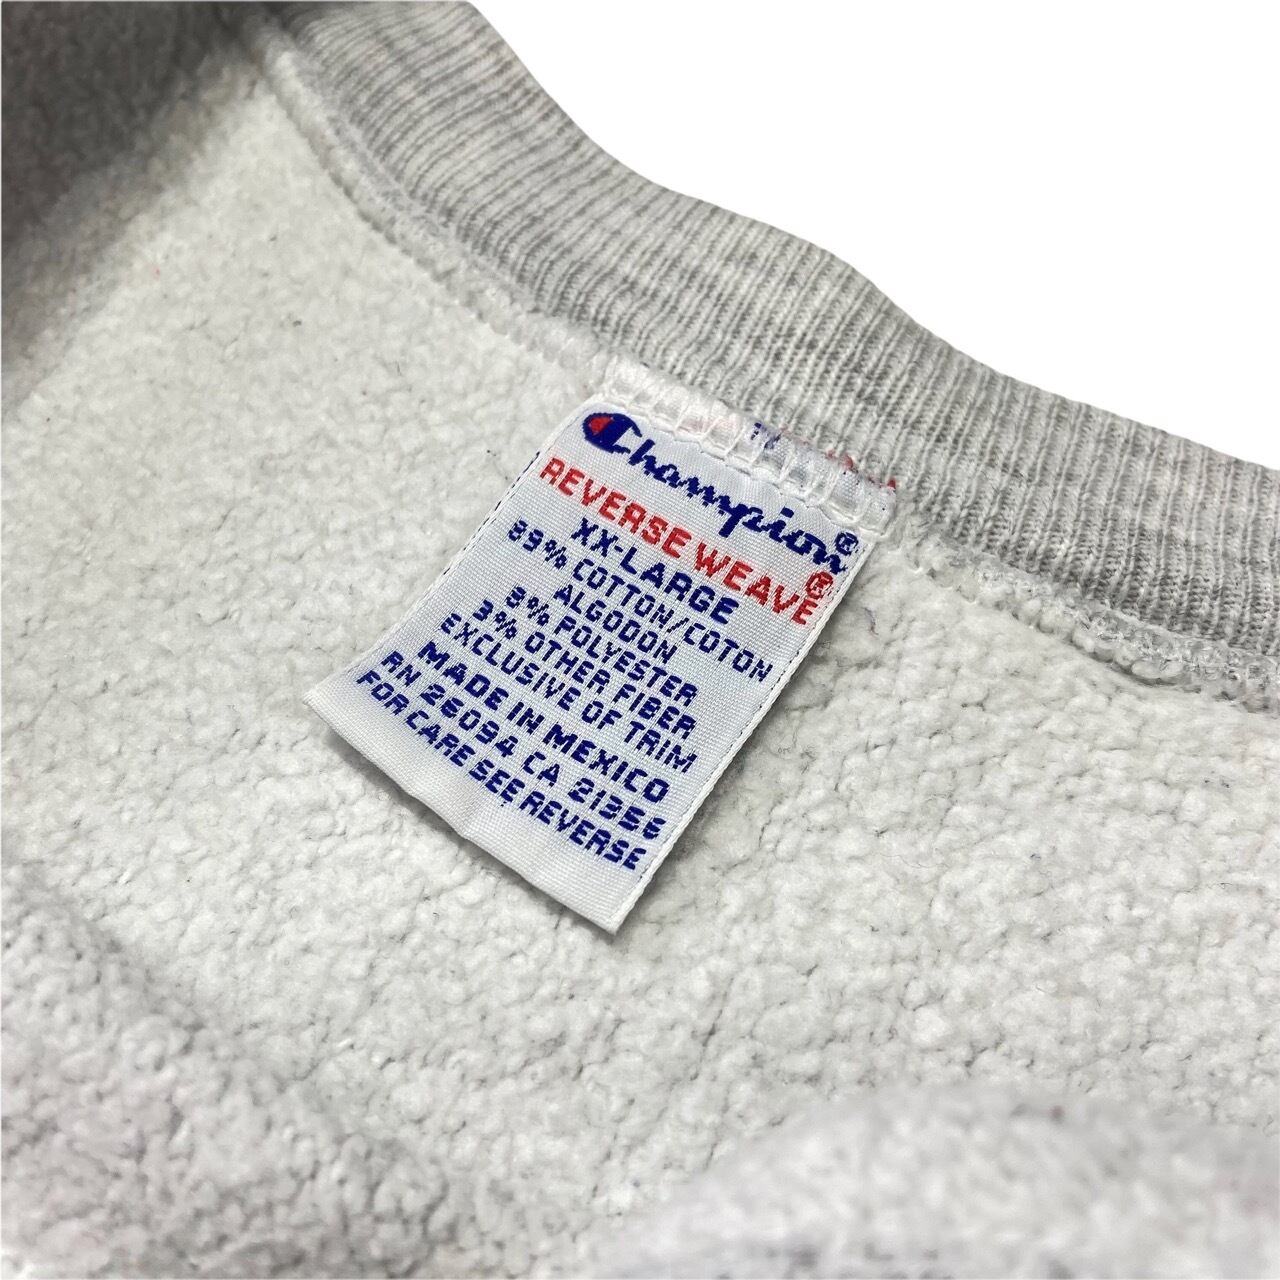 Champion®
REVERSE WEAVE®
XX-LARGE
89% COTTON/COTON
ALGODON
8% POLYESTER
3% OTHER FIBER
EXCLUSIVE OF TRIM
MADE IN MEXICO
RN 26094 CA 21356
FOR CARE SEE REVERSE